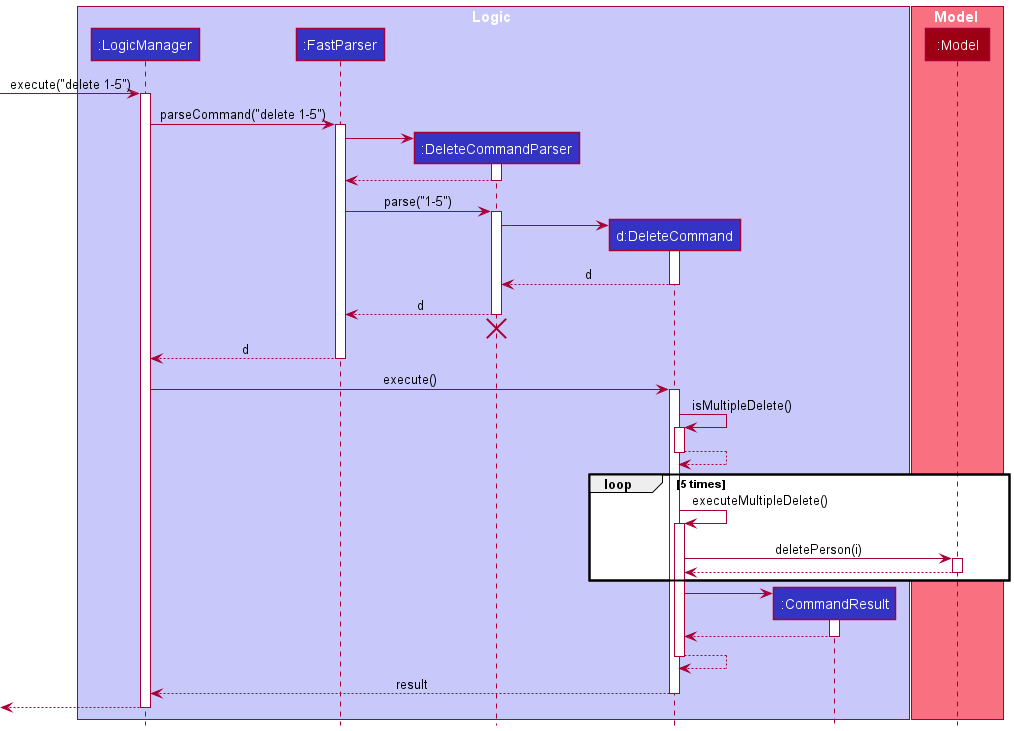 Logic
Model
:LogicManager
:FastParser
:Model
execute("delete 1-5")
parseCommand("delete 1-5")
:DeleteCommandParser
parse("1-5")
d:DeleteCommand
d
d
d
execute()
isMultipleDelete()
loop
[5 times]
executeMultipleDelete()
deletePerson(i)
:CommandResult
result